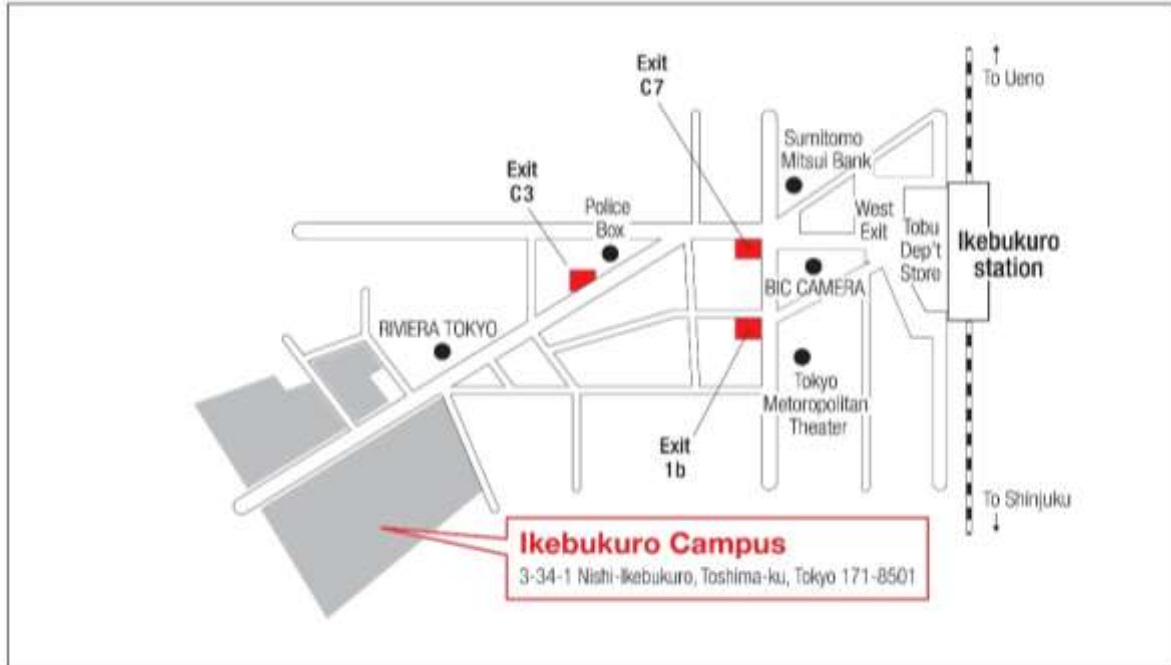 Exit
C7
To Ueno
Sumitomo
Mitsui Bank
Exit
C3
Police
Box
West
Exit
Tobu
Dep't
Store
Ikebukuro
station
BIC CAMERA
RIVIERA TOKYO
Tokyo
Metoropolitan
Theater
Exit
1b
To Shinjuku
Ikebukuro Campus
3-34-1 Nishi-Ikebukuro, Toshima-ku, Tokyo 171-8501